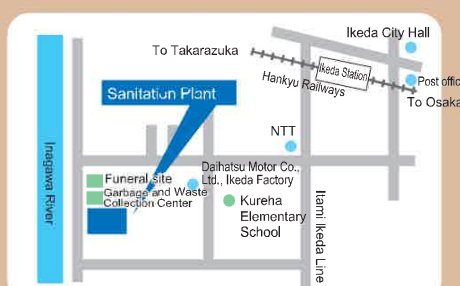 Ikeda City Hall
To Takarazuka
Ikeda Station
Hankyu Railways
Post offic
To Osaka
Sanitation Plant
NTT
Inagawa River
Daihatsu Motor Co.,
Ltd., Ikeda Factory
Funeral site
Garbage and Waste
Collection Center
Kureha
Elementary
School
Itami Ikeda Line